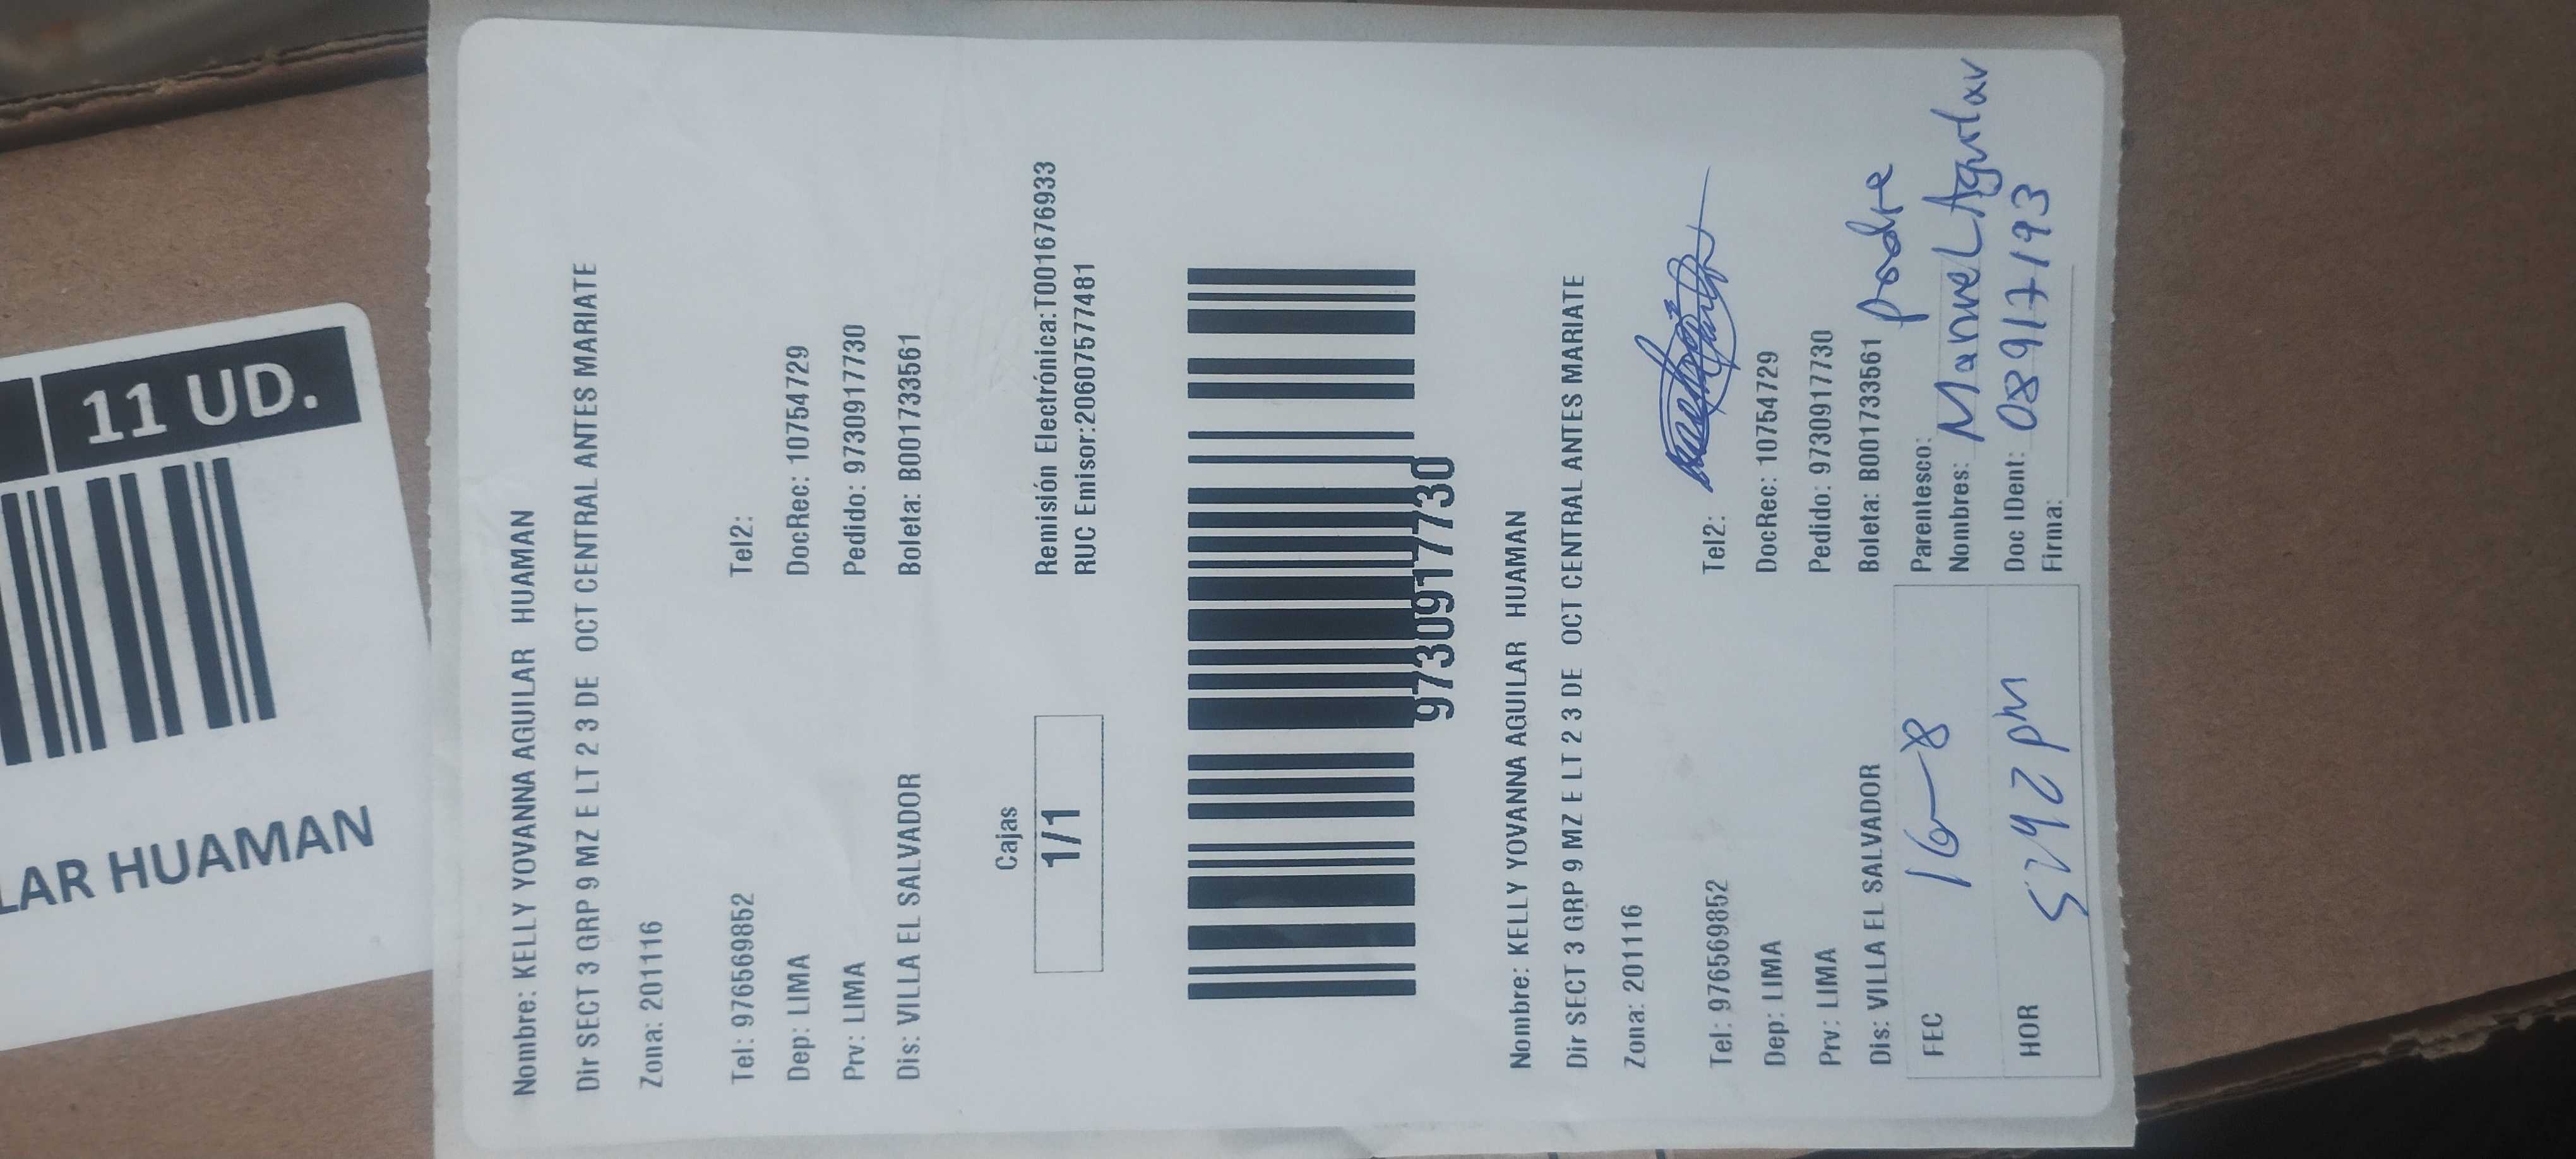 11 UD.
LAR HUAMAN
Nombre: KELLY YOVANNA AGUILAR HUAMAN
Dir SECT 3 GRP 9 MZ E LT 2 3 DE OCT CENTRAL ANTES MARIATE
Zona: 201116
Tel: 976569852 Tel2:
Dep: LIMA DocRec: 10754729
Prv: LIMA Pedido: 9730917730
Dis: VILLA EL SALVADOR Boleta: B001733561
Cajas
1/1
Remisión Electrónica:T001676933
RUC Emisor:20607577481
9730917730
Nombre: KELLY YOVANNA AGUILAR HUAMAN
Dir SECT 3 GRP 9 MZ E LT 2 3 DE OCT CENTRAL ANTES MARIATE
Zona: 201116
Tel: 976569852 Tel2:
Dep: LIMA DocRec: 10754729
Prv: LIMA Pedido: 9730917730
Dis: VILLA EL SALVADOR Boleta: B001733561
FEC 16-8
HOR 5:42 pm
Parentesco: padre
Nombres: Manuel Aguilar
Doc IDent: 08917193
Firma: